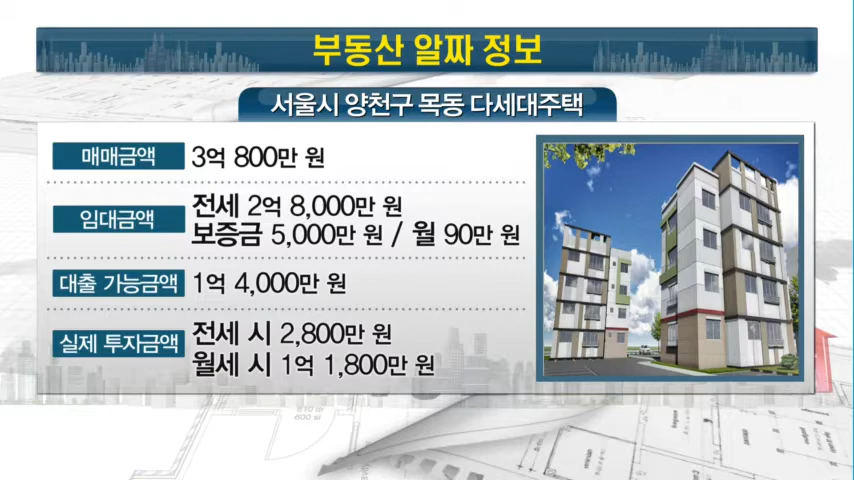 부동산 알짜 정보
서울시 양천구 목동 다세대주택
매매금액 3억 800만 원
임대금액 전세 2억 8,000만 원
보증금 5,000만 원 / 월 90만 원
대출 가능금액 1억 4,000만 원
실제 투자금액 전세 시 2,800만 원
월세 시 1억 1,800만 원